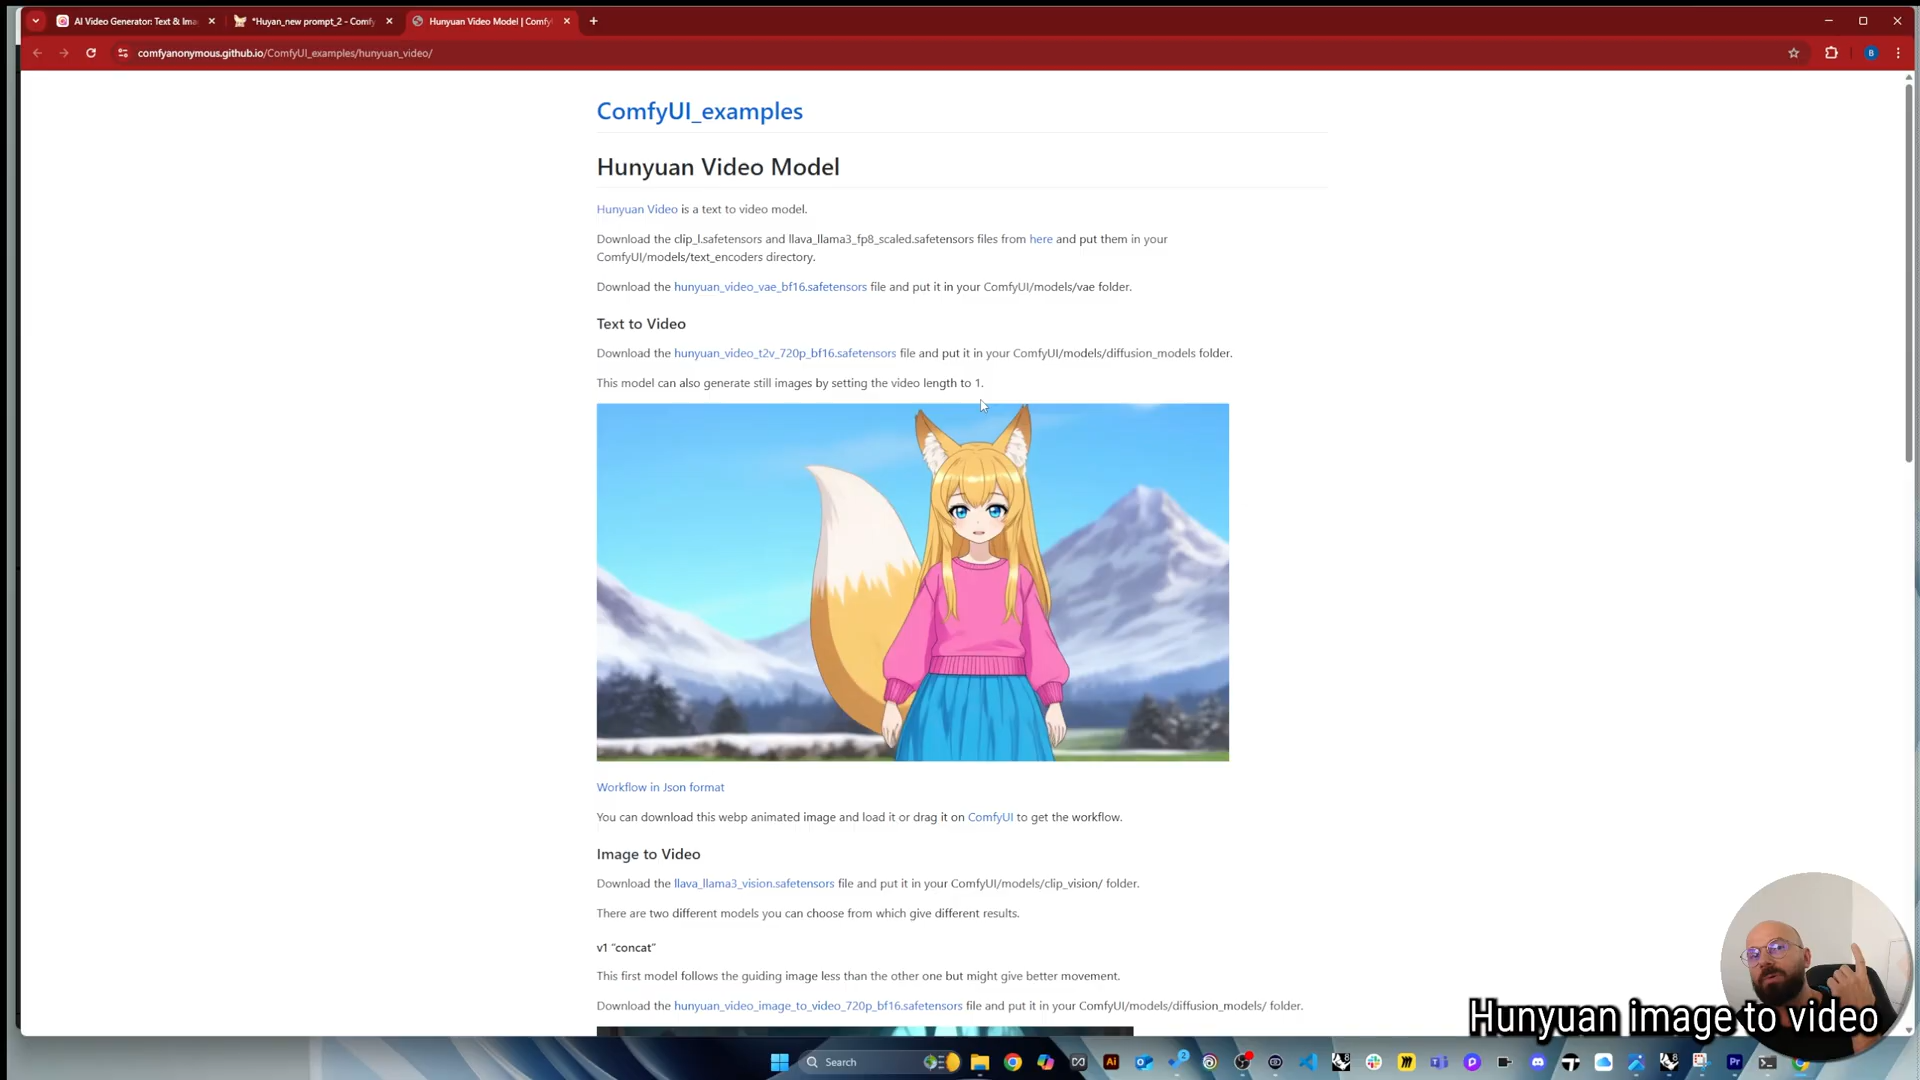 AI Video Generator: Text & Ima
*Huyan_new prompt_2 - Comfy
Hunyuan Video Model | Comfy
comfyanonymous.github.io/ComfyUI_examples/hunyuan_video/
B
ComfyUI_examples
Hunyuan Video Model
Hunyuan Video is a text to video model.
Download the clip_l.safetensors and llava_llama3_fp8_scaled.safetensors files from here and put them in your
ComfyUI/models/text_encoders directory.
Download the hunyuan_video_vae_bf16.safetensors file and put it in your ComfyUI/models/vae folder.
Text to Video
Download the hunyuan_video_t2v_720p_bf16.safetensors file and put it in your ComfyUI/models/diffusion_models folder.
This model can also generate still images by setting the video length to 1.
Workflow in Json format
You can download this webp animated image and load it or drag it on ComfyUI to get the workflow.
Image to Video
Download the llava_llama3_vision.safetensors file and put it in your ComfyUI/models/clip_vision/ folder.
There are two different models you can choose from which give different results.
v1 “concat”
This first model follows the guiding image less than the other one but might give better movement.
Download the hunyuan_video_image_to_video_720p_bf16.safetensors file and put it in your ComfyUI/models/diffusion_models/ folder.
Hunyuan image to video
Search
Ai
2
8
8
Pr